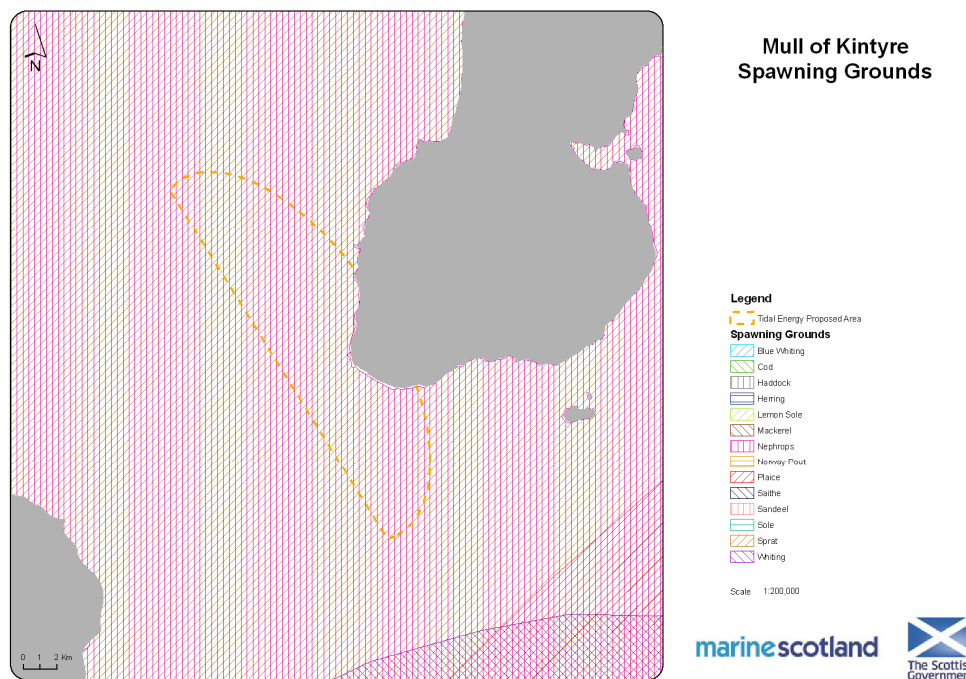 N
0 1 2 Km
Mull of Kintyre
Spawning Grounds
Legend
Tidal Energy Proposed Area
Spawning Grounds
Blue Whiting
Cod
Haddock
Herring
Lemon Sole
Mackerel
Nephrops
Norway Pout
Plaice
Saithe
Sandeel
Sole
Sprat
Whiting
Scale 1:200,000
marinescotland
The Scottis
Governme